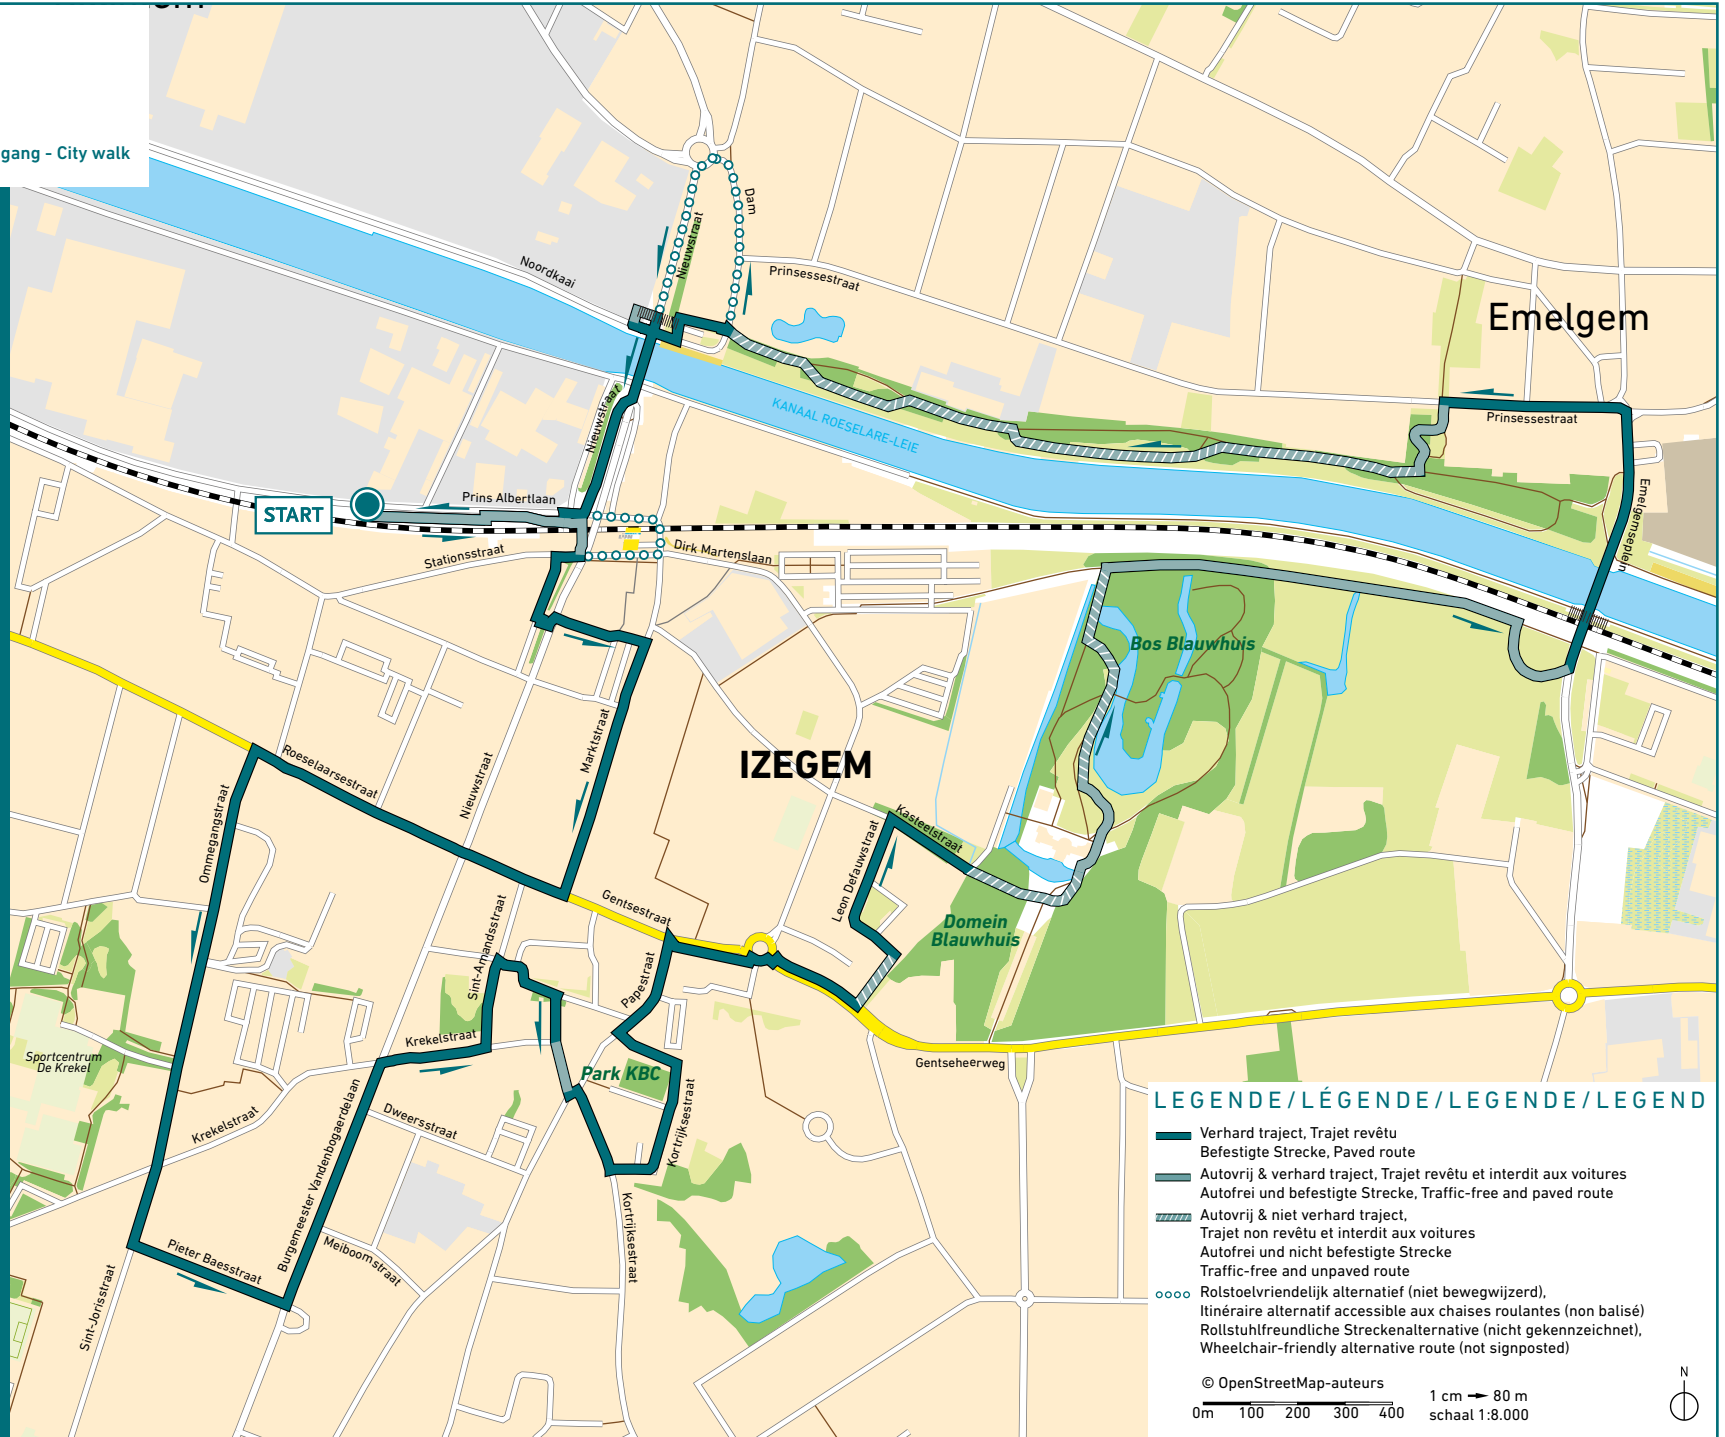 gang - City walk
Noordkaai
Nieuwstraat
Dam
Prinsessestraat
Emelgem
KANAAL ROESELARE-LEIE
Nieuwstraat
Prinsessestraat
Emelgemseplein
Prins Albertlaan
START
Stationsstraat
Dirk Martenslaan
Bos Blauwhuis
Marktstraat
IZEGEM
Roeselaarsestraat
Nieuwstraat
Ommegangstraat
Kasteelstraat
Leon Defauwstraat
Gentsestraat
Domein
Blauwhuis
Sint-Amandsstraat
Papestraat
Krekelstraat
Sportcentrum
De Krekel
Park KBC
Gentseheerweg
Krekelstraat
Dweersstraat
Kortrijksestraat
Burgemeester Vandenbogaerdelaan
Kortrijksestraat
Pieter Baesstraat
Meiboomstraat
Sint-Jorisstraat
LEGENDE/LÉGENDE/LEGENDE/LEGEND
Verhard traject, Trajet revêtu
Befestigte Strecke, Paved route
Autovrij & verhard traject, Trajet revêtu et interdit aux voitures
Autofrei und befestigte Strecke, Traffic-free and paved route
Autovrij & niet verhard traject,
Trajet non revêtu et interdit aux voitures
Autofrei und nicht befestigte Strecke
Traffic-free and unpaved route
Rolstoelvriendelijk alternatief (niet bewegwijzerd),
Itinéraire alternatif accessible aux chaises roulantes (non balisé)
Rollstuhlfreundliche Streckenalternative (nicht gekennzeichnet),
Wheelchair-friendly alternative route (not signposted)
© OpenStreetMap-auteurs
0m 100 200 300 400
1 cm → 80 m
schaal 1:8.000
N